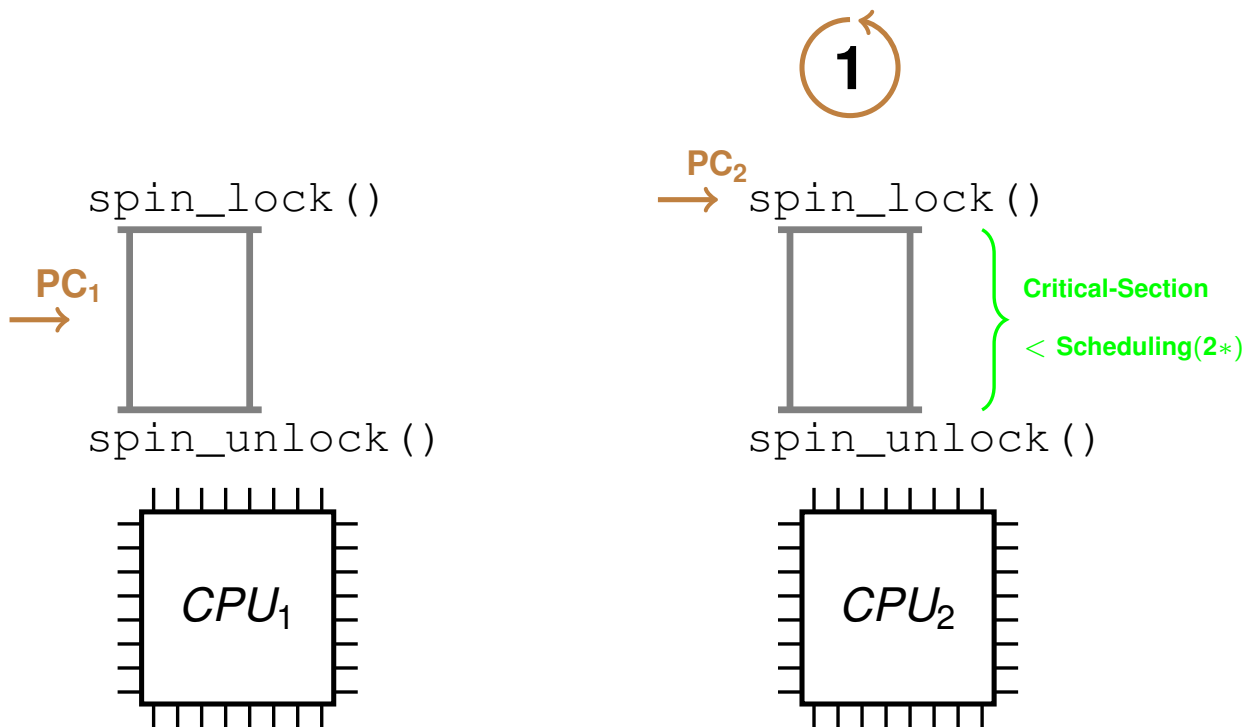 1
PC₁
spin_lock()
spin_unlock()
CPU₁
PC₂
spin_lock()
Critical-Section
< Scheduling(2*)
spin_unlock()
CPU₂